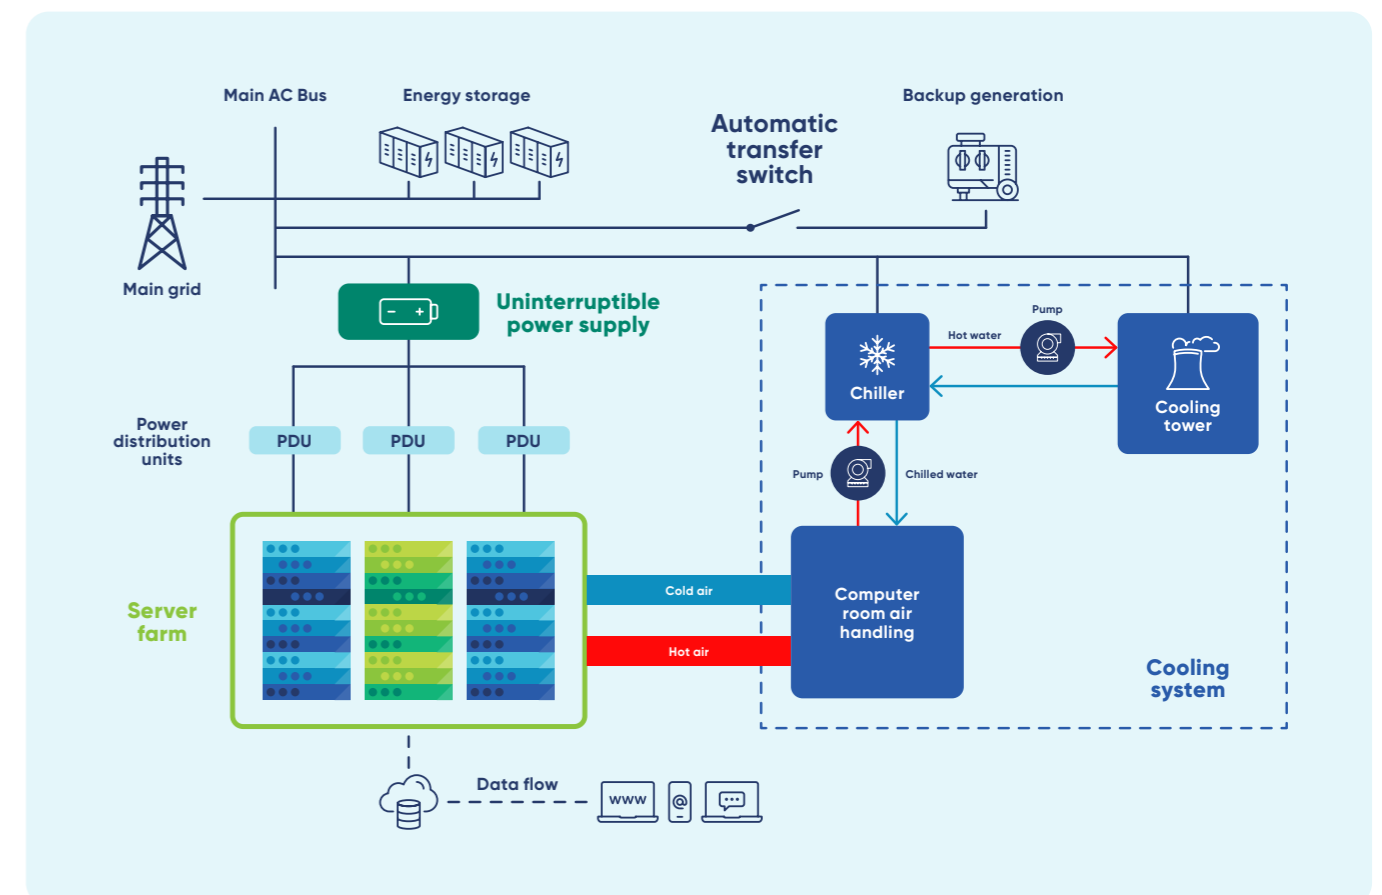 Main AC Bus
Energy storage
Backup generation
Automatic
transfer
switch
Main grid
Uninterruptible
power supply
Pump
Hot water
Chiller
Cooling
tower
Power
distribution
units
PDU
PDU
PDU
Pump
Chilled water
Server
farm
Cold air
Hot air
Computer
room air
handling
Cooling
system
Data flow
www
@